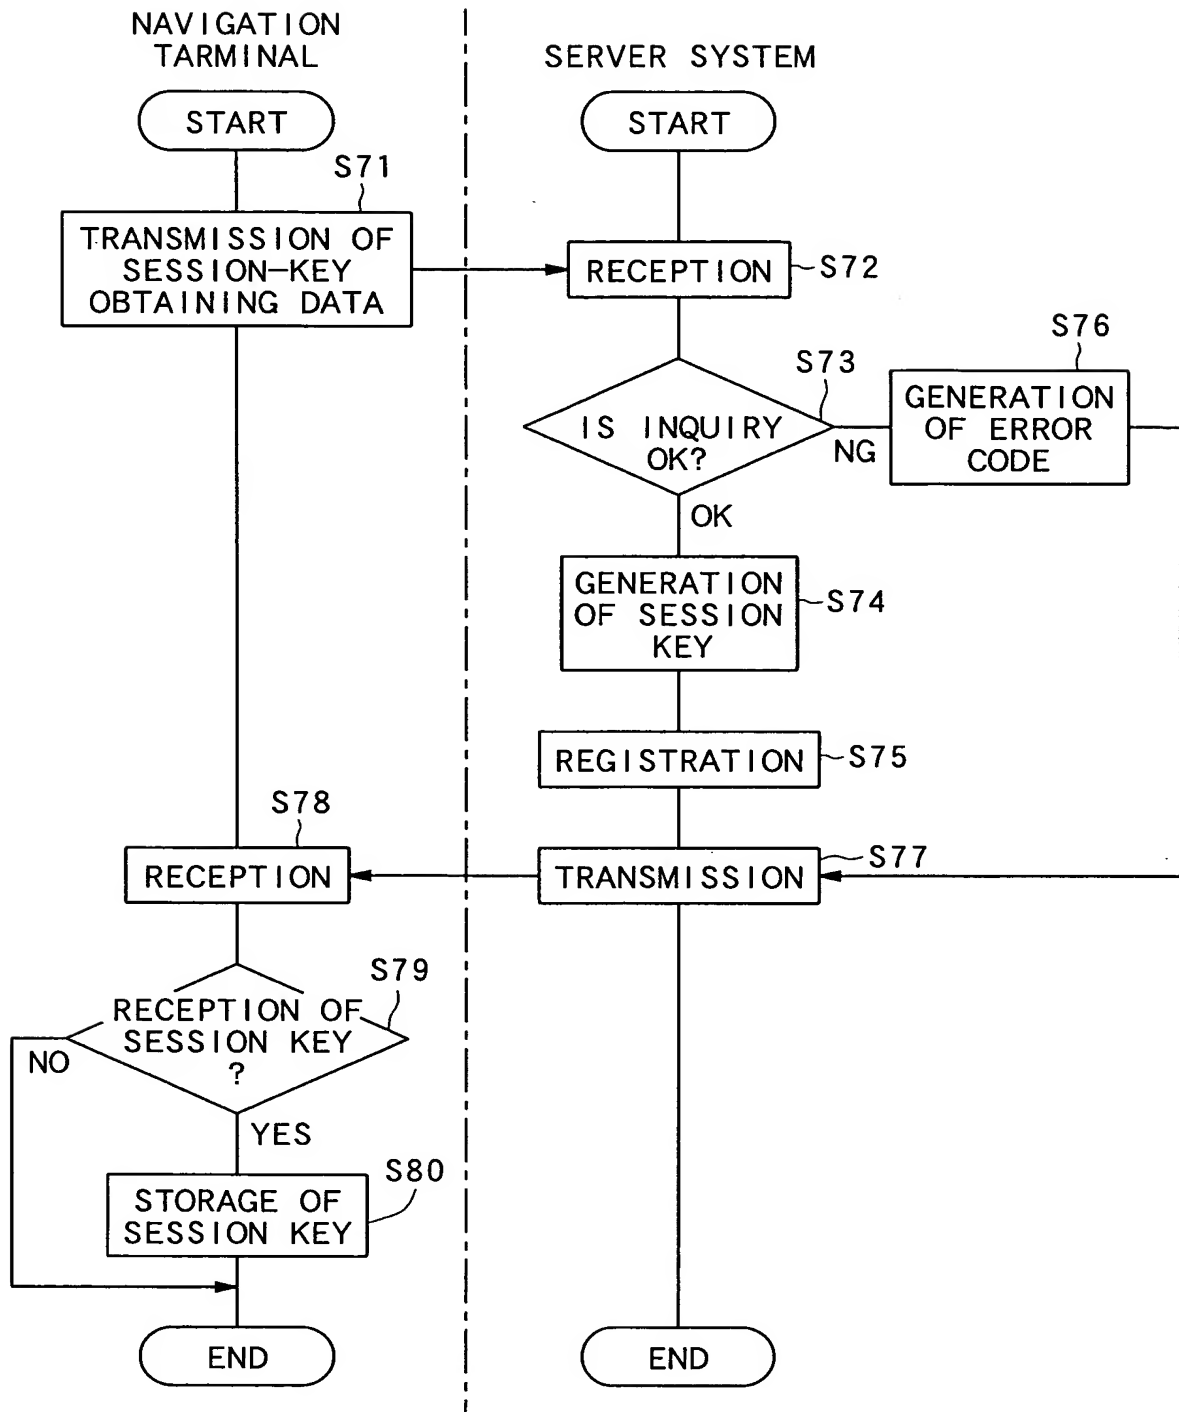 NAVIGATION
TARMINAL
SERVER SYSTEM
START
START
S71
TRANSMISSION OF
SESSION-KEY
OBTAINING DATA
RECEPTION
S72
S73
S76
IS INQUIRY
OK?
NG
GENERATION
OF ERROR
CODE
OK
GENERATION
OF SESSION
KEY
S74
REGISTRATION
S75
S78
RECEPTION
TRANSMISSION
S77
S79
RECEPTION OF
SESSION KEY
?
NO
YES
S80
STORAGE OF
SESSION KEY
END
END